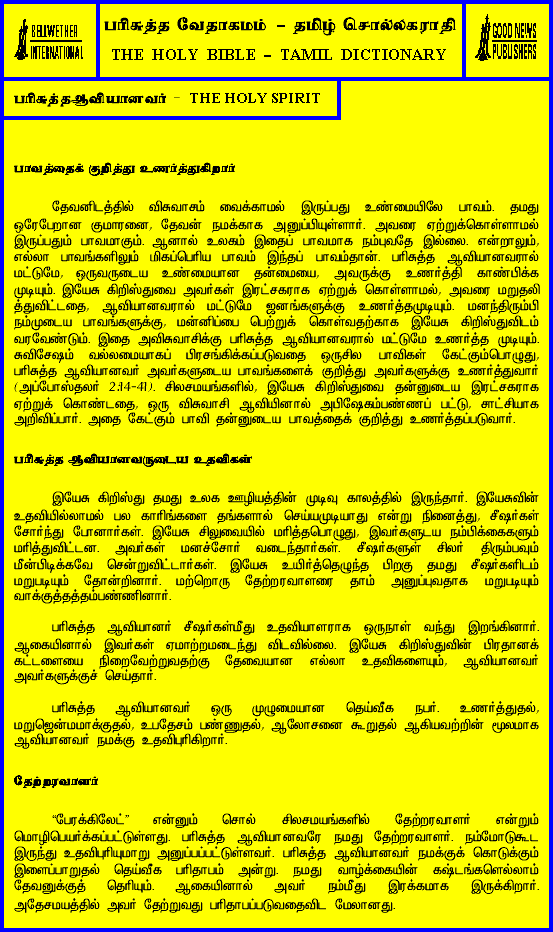 BELLWETHER
INTERNATIONAL
பரிசுத்த வேதாகமம் – தமிழ் சொல்லகராதி
THE HOLY BIBLE – TAMIL DICTIONARY
GOOD NEWS
PUBLISHERS
பரிசுத்தஆவியானவர் – THE HOLY SPIRIT
பாவத்தைக் குறித்து உணர்த்துகிறார்
தேவனிடத்தில் விசுவாசம் வைக்காமல் இருப்பது உண்மையிலே பாவம். தமது
ஒரேபேறான குமாரனை, தேவன் நமக்காக அனுப்பியுள்ளார். அவரை ஏற்றுக்கொள்ளாமல்
இருப்பதும் பாவமாகும். ஆனால் உலகம் இதைப் பாவமாக நம்புவதே இல்லை. என்றாலும்,
எல்லா பாவங்களிலும் மிகப்பெரிய பாவம் இந்தப் பாவம்தான். பரிசுத்த ஆவியானவரால்
மட்டுமே, ஒருவருடைய உண்மையான தன்மையை, அவருக்கு உணர்த்தி காண்பிக்க
முடியும். இயேசு கிறிஸ்துவை அவர்கள் இரட்சகராக ஏற்றுக் கொள்ளாமல், அவரை மறுதலி
த்துவிட்டதை, ஆவியானவரால் மட்டுமே ஜனங்களுக்கு உணர்த்தமுடியும். மனந்திரும்பி
நம்முடைய பாவங்களுக்கு, மன்னிப்பை பெற்றுக் கொள்வதற்காக இயேசு கிறிஸ்துவிடம்
வரவேண்டும். இதை அவிசுவாசிக்கு பரிசுத்த ஆவியானவரால் மட்டுமே உணர்த்த முடியும்.
சுவிசேஷம் வல்லமையாகப் பிரசங்கிக்கப்படுவதை ஒருசில பாவிகள் கேட்கும்பொழுது,
பரிசுத்த ஆவியானவர் அவர்களுடைய பாவங்களைக் குறித்து அவர்களுக்கு உணர்த்துவார்
(அப்போஸ்தலர் 2:14-41). சிலசமயங்களில், இயேசு கிறிஸ்துவை தன்னுடைய இரட்சகராக
ஏற்றுக் கொண்டதை, ஒரு விசுவாசி ஆவியினால் அபிஷேகம்பண்ணப் பட்டு, சாட்சியாக
அறிவிப்பார். அதை கேட்கும் பாவி தன்னுடைய பாவத்தைக் குறித்து உணர்த்தப்படுவார்.
பரிசுத்த ஆவியானவருடைய உதவிகள்
இயேசு கிறிஸ்து தமது உலக ஊழியத்தின் முடிவு காலத்தில் இருந்தார். இயேசுவின்
உதவியில்லாமல் பல காரிங்களை தங்களால் செய்யமுடியாது என்று நினைத்து, சீஷர்கள்
சோர்ந்து போனார்கள். இயேசு சிலுவையில் மரித்தபொழுது, இவர்களுடய நம்பிக்கைகளும்
மரித்துவிட்டன. அவர்கள் மனச்சோர் வடைந்தார்கள். சீஷர்களுள் சிலர் திரும்பவும்
மீன்பிடிக்கவே சென்றுவிட்டார்கள். இயேசு உயிர்த்தெழுந்த பிறகு தமது சீஷர்களிடம்
மறுபடியும் தோன்றினார். மற்றொரு தேற்றரவாளரை தாம் அனுப்புவதாக மறுபடியும்
வாக்குத்தத்தம்பண்ணினார்.
பரிசுத்த ஆவியானர் சீஷர்கள்மீது உதவியாளராக ஒருநாள் வந்து இறங்கினார்.
ஆகையினால் இவர்கள் ஏமாற்றமடைந்து விடவில்லை. இயேசு கிறிஸ்துவின் பிரதானக்
கட்டளையை நிறைவேற்றுவதற்கு தேவையான எல்லா உதவிகளையும், ஆவியானவர்
அவர்களுக்குச் செய்தார்.
பரிசுத்த ஆவியானவர் ஒரு முழுமையான தெய்வீக நபர். உணர்த்துதல்,
மறுஜென்மமாக்குதல், உபதேசம் பண்ணுதல், ஆலோசனை கூறுதல் ஆகியவற்றின் மூலமாக
ஆவியானவர் நமக்கு உதவிபுரிகிறார்.
தேற்றரவாளர்
“பேரக்கிலேட்” என்னும் சொல் சிலசமயங்களில் தேற்றரவாளர் என்றும்
மொழிபெயர்க்கப்பட்டுள்ளது. பரிசுத்த ஆவியானவரே நமது தேற்றரவாளர். நம்மோடுகூட
இருந்து உதவிபுரியுமாறு அனுப்பப்பட்டுள்ளவர். பரிசுத்த ஆவியானவர் நமக்குக் கொடுக்கும்
இளைப்பாறுதல் தெய்வீக பரிதாபம் அன்று. நமது வாழ்க்கையின் கஷ்டங்களெல்லாம்
தேவனுக்குத் தெரியும். ஆகையினால் அவர் நம்மீது இரக்கமாக இருக்கிறார்.
அதேசமயத்தில் அவர் தேற்றுவது பரிதாபப்படுவதைவிட மேலானது.